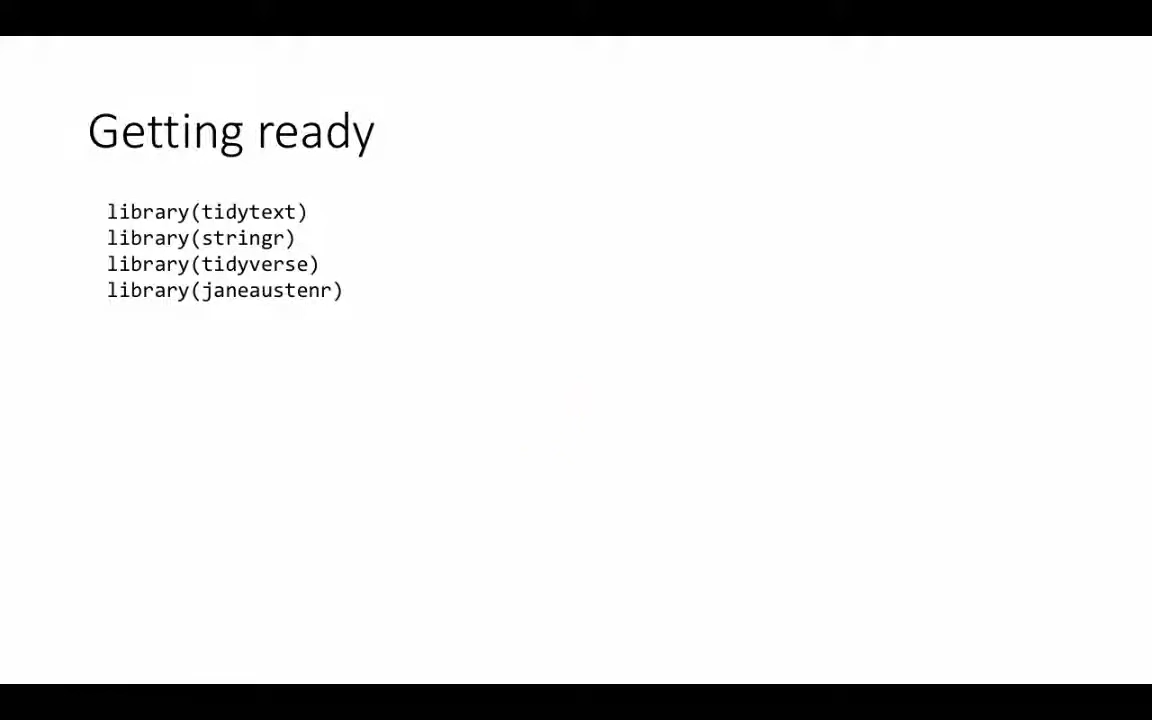 Getting ready
library(tidytext)
library(stringr)
library(tidyverse)
library(janeaustenr)